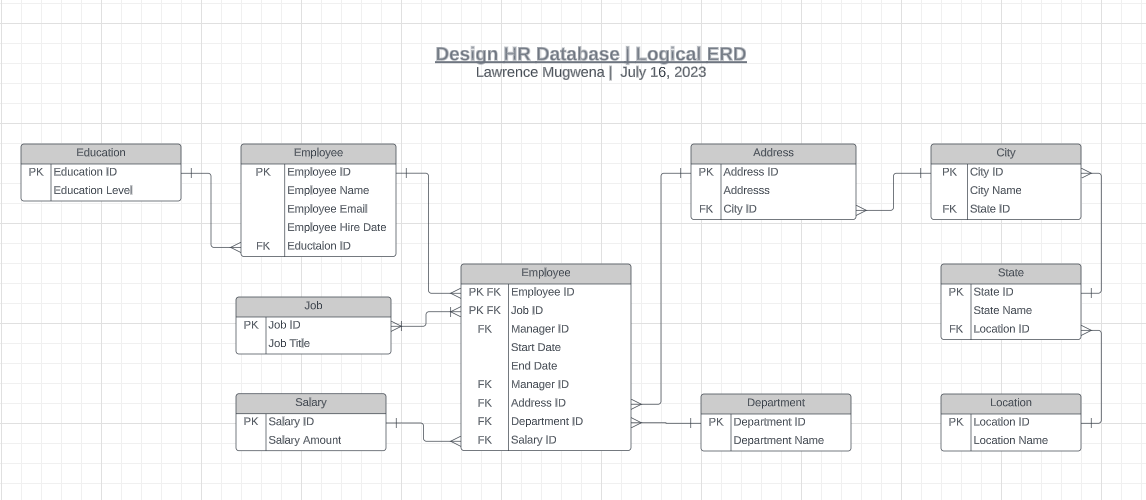 Design HR Database | Logical ERD
Lawrence Mugwena | July 16, 2023
Education
PK Education ID
Education Level
Employee
PK Employee ID
Employee Name
Employee Email
Employee Hire Date
FK Eductaion ID
Address
PK Address ID
Addresss
FK City ID
City
PK City ID
City Name
FK State ID
Job
PK Job ID
Job Title
Employee
PK FK Employee ID
PK FK Job ID
FK Manager ID
Start Date
End Date
FK Manager ID
FK Address ID
FK Department ID
FK Salary ID
State
PK State ID
State Name
FK Location ID
Salary
PK Salary ID
Salary Amount
Department
PK Department ID
Department Name
Location
PK Location ID
Location Name